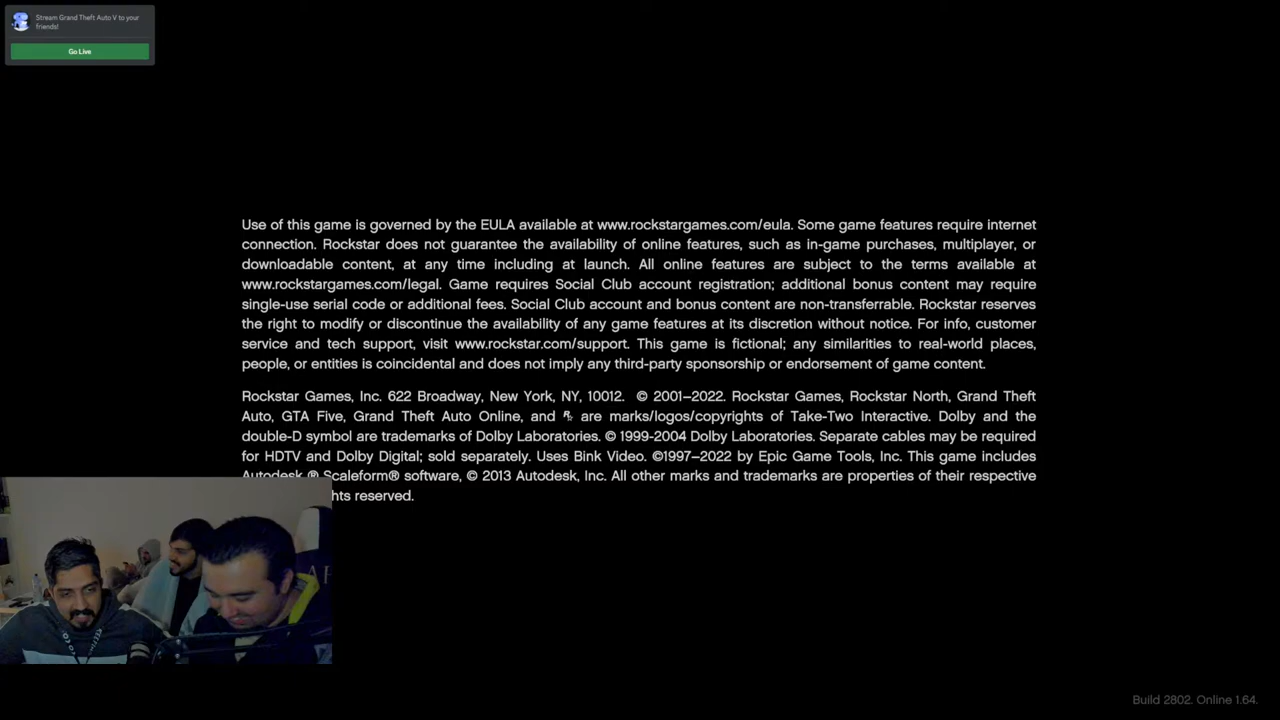 Stream Grand Theft Auto V to your
friends!
Go Live
Use of this game is governed by the EULA available at www.rockstargames.com/eula. Some game features require internet
connection. Rockstar does not guarantee the availability of online features, such as in-game purchases, multiplayer, or
downloadable content, at any time including at launch. All online features are subject to the terms available at
www.rockstargames.com/legal. Game requires Social Club account registration; additional bonus content may require
single-use serial code or additional fees. Social Club account and bonus content are non-transferrable. Rockstar reserves
the right to modify or discontinue the availability of any game features at its discretion without notice. For info, customer
service and tech support, visit www.rockstar.com/support. This game is fictional; any similarities to real-world places,
people, or entities is coincidental and does not imply any third-party sponsorship or endorsement of game content.
Rockstar Games, Inc. 622 Broadway, New York, NY, 10012. © 2001–2022. Rockstar Games, Rockstar North, Grand Theft
Auto, GTA Five, Grand Theft Auto Online, and R* are marks/logos/copyrights of Take-Two Interactive. Dolby and the
double-D symbol are trademarks of Dolby Laboratories. © 1999-2004 Dolby Laboratories. Separate cables may be required
for HDTV and Dolby Digital; sold separately. Uses Bink Video. ©1997–2022 by Epic Game Tools, Inc. This game includes
Autodesk ® Scaleform® software, © 2013 Autodesk, Inc. All other marks and trademarks are properties of their respective
hts reserved.
Build 2802. Online 1.64.